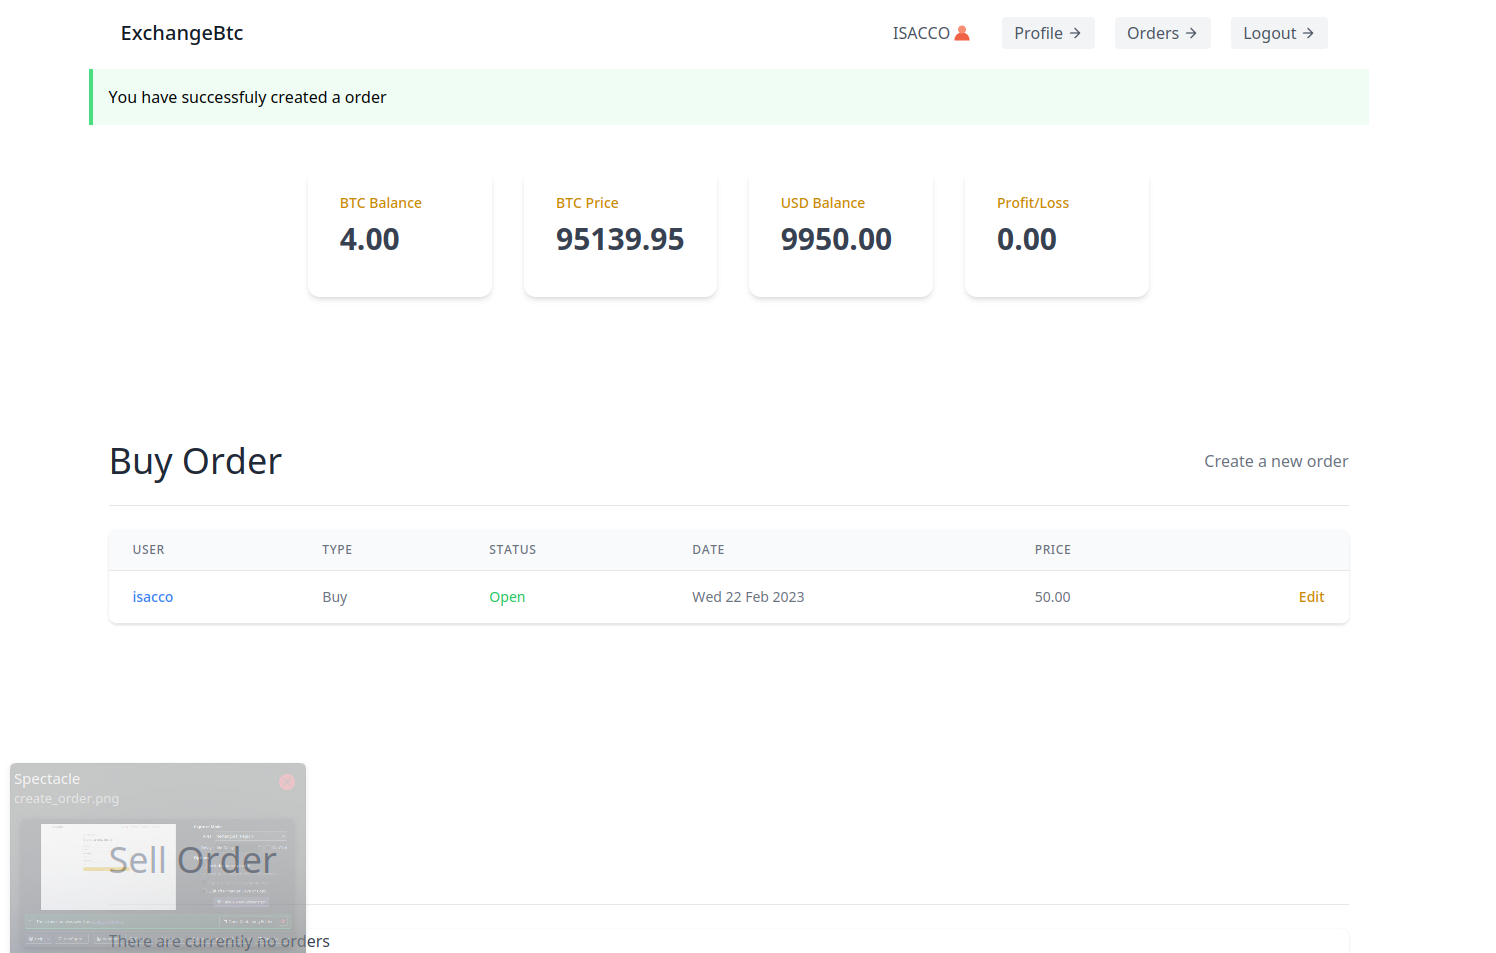 ExchangeBtc
ISACCO
Profile →
Orders →
Logout →
You have successfuly created a order
BTC Balance
4.00
BTC Price
95139.95
USD Balance
9950.00
Profit/Loss
0.00
Buy Order
Create a new order
USER TYPE STATUS DATE PRICE
isacco Buy Open Wed 22 Feb 2023 50.00 Edit
Spectacle
create_order.png
Sell Order
There are currently no orders